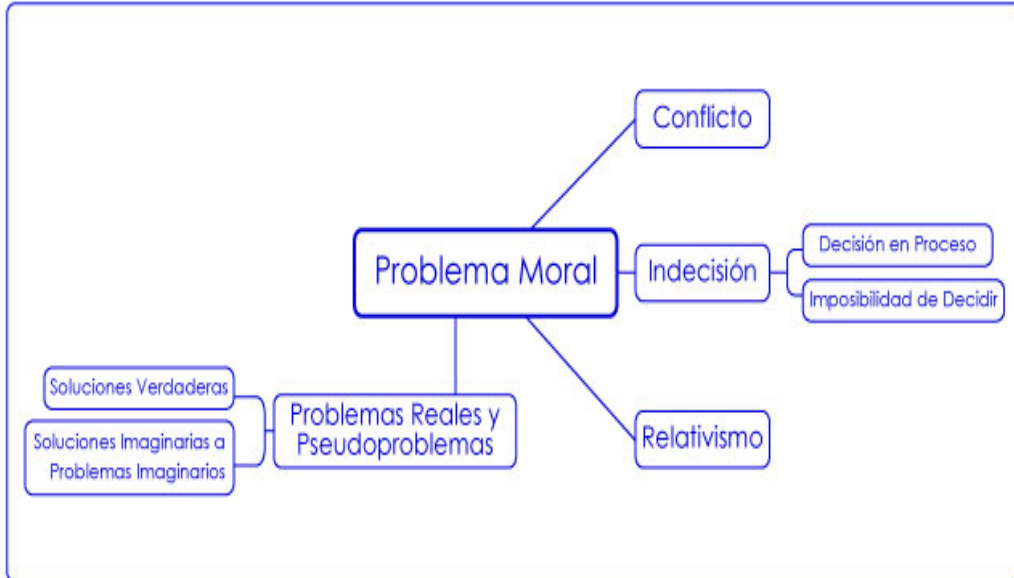 Conflicto
Problema Moral
Indecisión
Decisión en Proceso
Imposibilidad de Decidir
Soluciones Verdaderas
Soluciones Imaginarias a
Problemas Imaginarios
Problemas Reales y
Pseudoproblemas
Relativismo